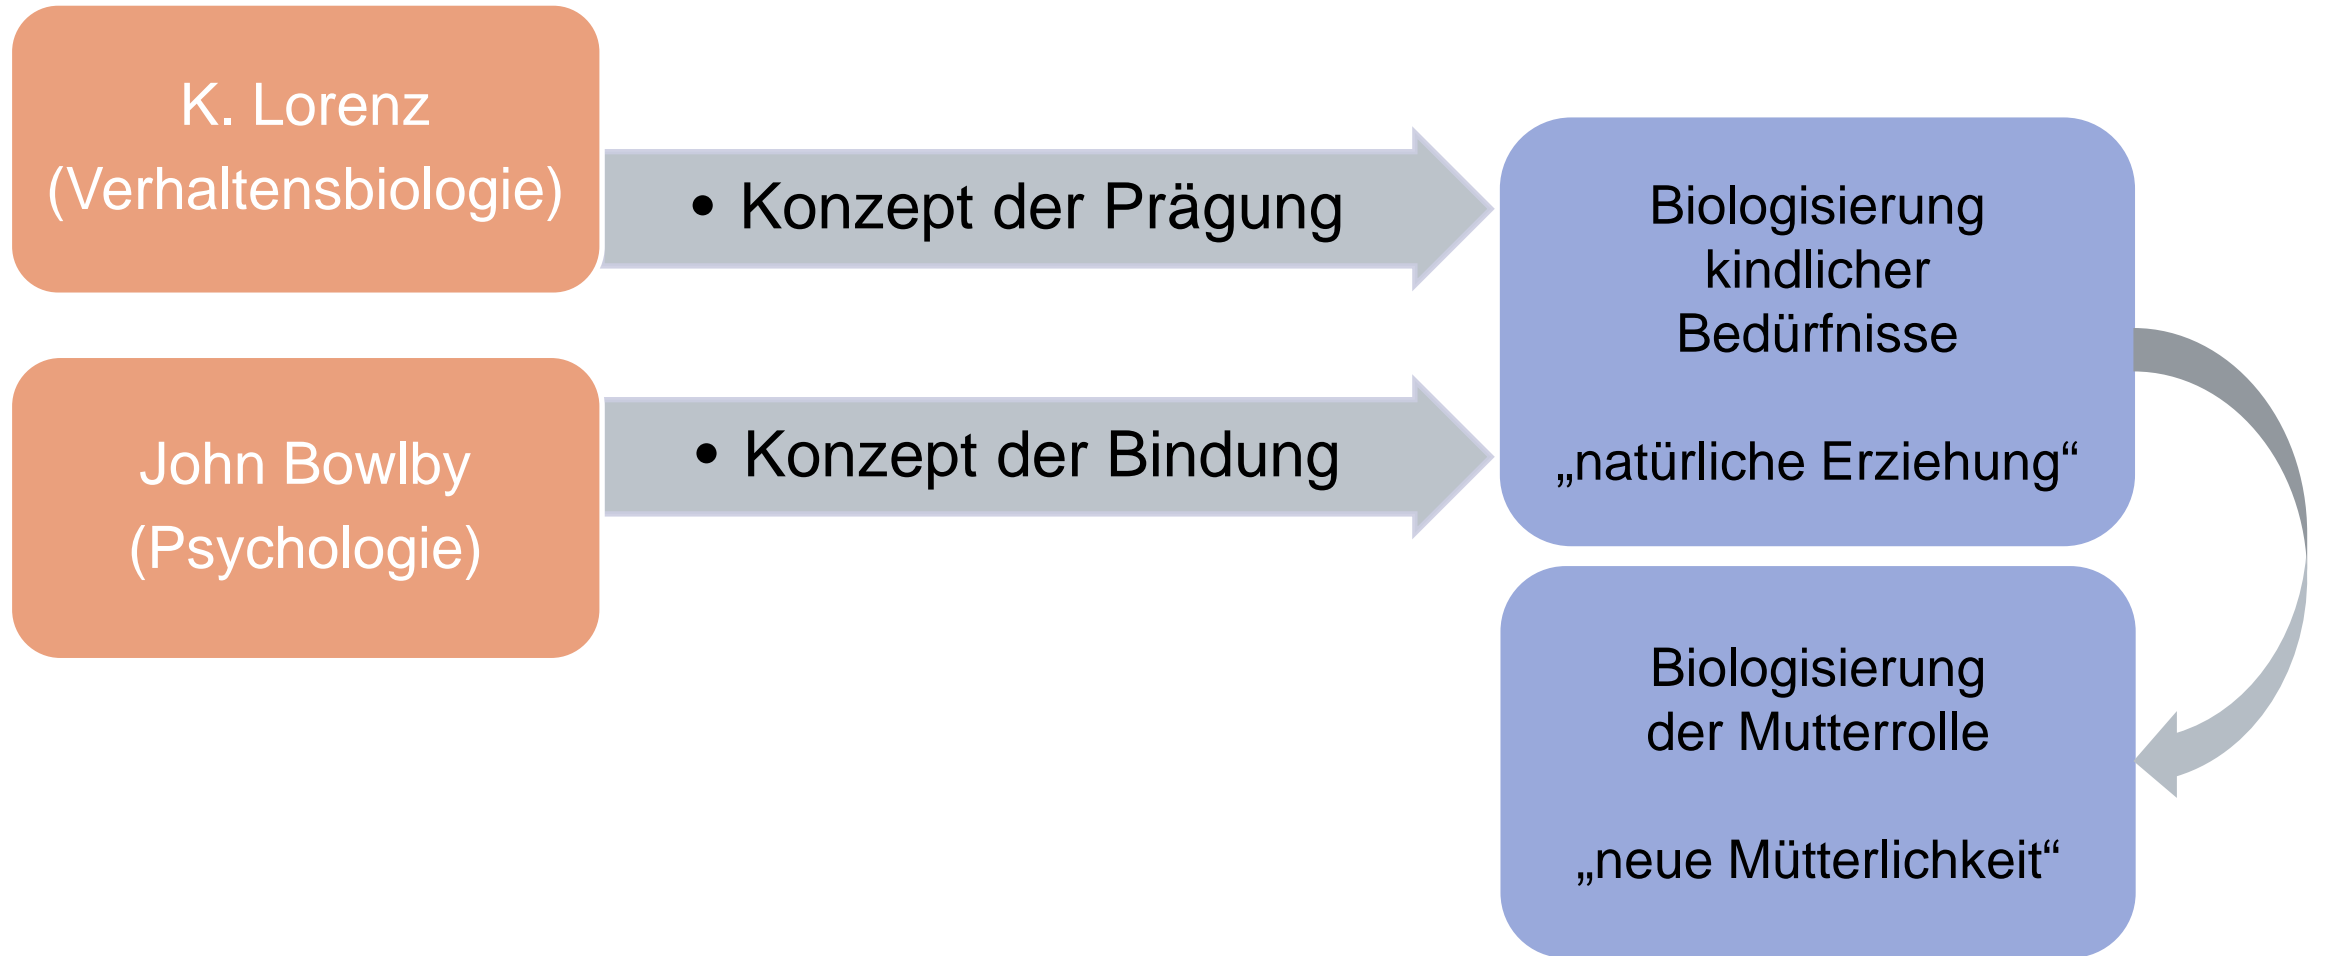 K. Lorenz
(Verhaltensbiologie)
• Konzept der Prägung
John Bowlby
(Psychologie)
• Konzept der Bindung
Biologisierung
kindlicher
Bedürfnisse
„natürliche Erziehung“
Biologisierung
der Mutterrolle
„neue Mütterlichkeit“